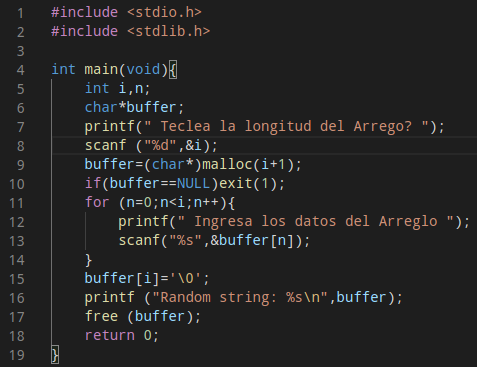 1 #include <stdio.h>
2 #include <stdlib.h>
3
4 int main(void){
5     int i,n;
6     char*buffer;
7     printf(" Teclea la longitud del Arrego? ");
8     scanf ("%d",&i);
9     buffer=(char*)malloc(i+1);
10     if(buffer==NULL)exit(1);
11     for (n=0;n<i;n++){
12         printf(" Ingresa los datos del Arreglo ");
13         scanf("%s",&buffer[n]);
14     }
15     buffer[i]='\0';
16     printf ("Random string: %s\n",buffer);
17     free (buffer);
18     return 0;
19 }